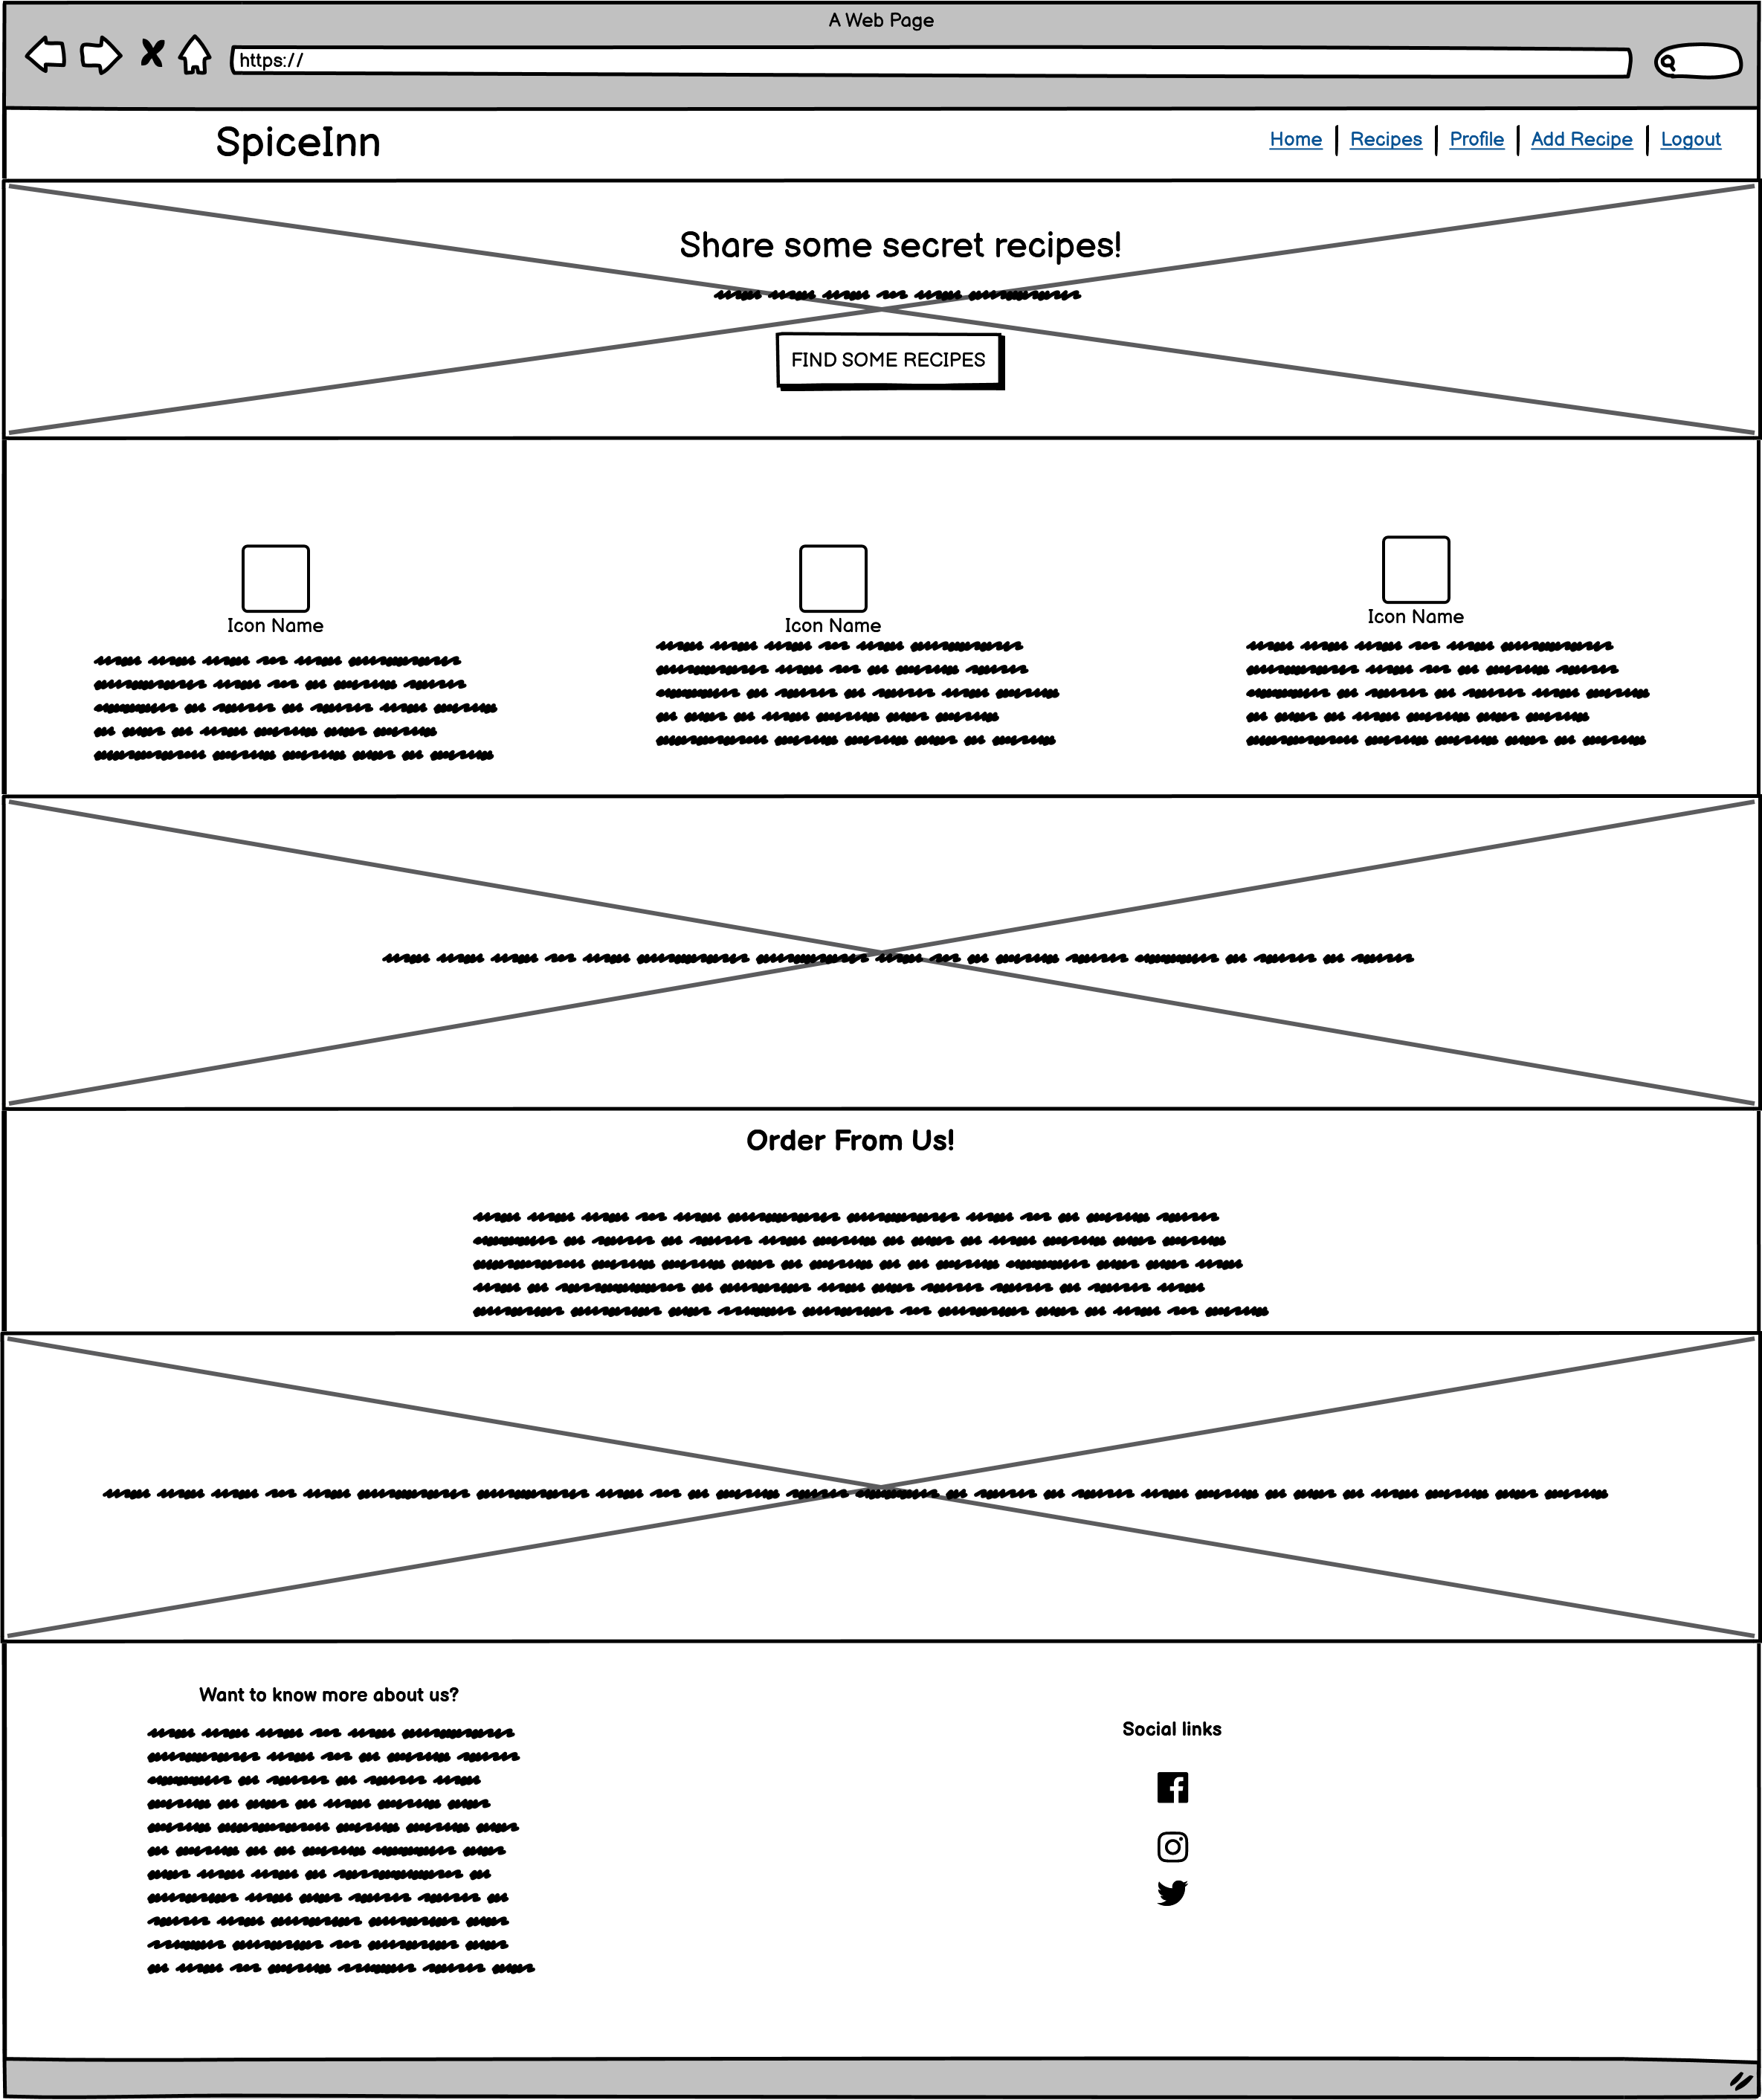 A Web Page
https://
SpiceInn
Home Recipes Profile Add Recipe Logout
Share some secret recipes!
FIND SOME RECIPES
Icon Name
Icon Name
Icon Name
Order From Us!
Want to know more about us?
Social links